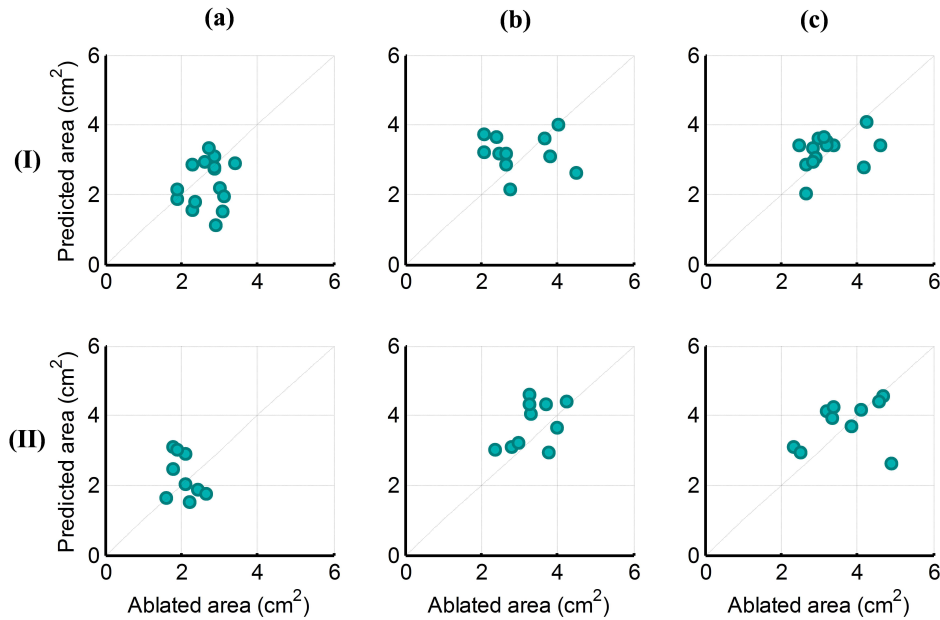 (a) (b) (c)
(I)
Predicted area (cm²)
6 6 6
4 4 4
2 2 2
0 0 0
0 2 4 6 0 2 4 6 0 2 4 6
(II)
Predicted area (cm²)
6 6 6
4 4 4
2 2 2
0 0 0
0 2 4 6 0 2 4 6 0 2 4 6
Ablated area (cm²) Ablated area (cm²) Ablated area (cm²)